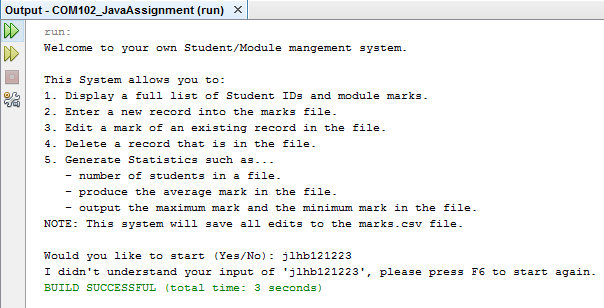 Output - COM102_JavaAssignment (run) ×
run:
Welcome to your own Student/Module mangement system.
This System allows you to:
1. Display a full list of Student IDs and module marks.
2. Enter a new record into the marks file.
3. Edit a mark of an existing record in the file.
4. Delete a record that is in the file.
5. Generate Statistics such as...
- number of students in a file.
- produce the average mark in the file.
- output the maximum mark and the minimum mark in the file.
NOTE: This system will save all edits to the marks.csv file.
Would you like to start (Yes/No): jlhb121223
I didn't understand your input of 'jlhb121223', please press F6 to start again.
BUILD SUCCESSFUL (total time: 3 seconds)